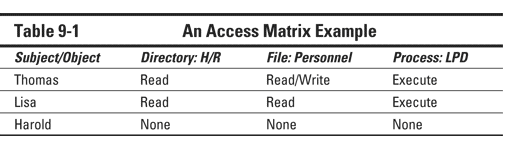 Table 9-1 An Access Matrix Example
Subject/Object Directory: H/R File: Personnel Process: LPD
Thomas Read Read/Write Execute
Lisa Read Read Execute
Harold None None None